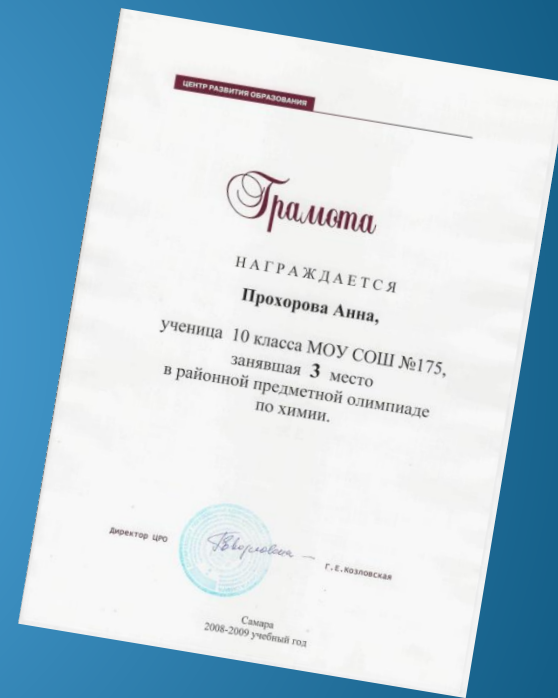 ЦЕНТР РАЗВИТИЯ ОБРАЗОВАНИЯ
Грамота
НАГРАЖДАЕТСЯ
Прохорова Анна,
ученица 10 класса МОУ СОШ №175,
занявшая 3 место
в районной предметной олимпиаде
по химии.
Директор ЦРО
Г.Е.Козловская
Самара
2008-2009 учебный год